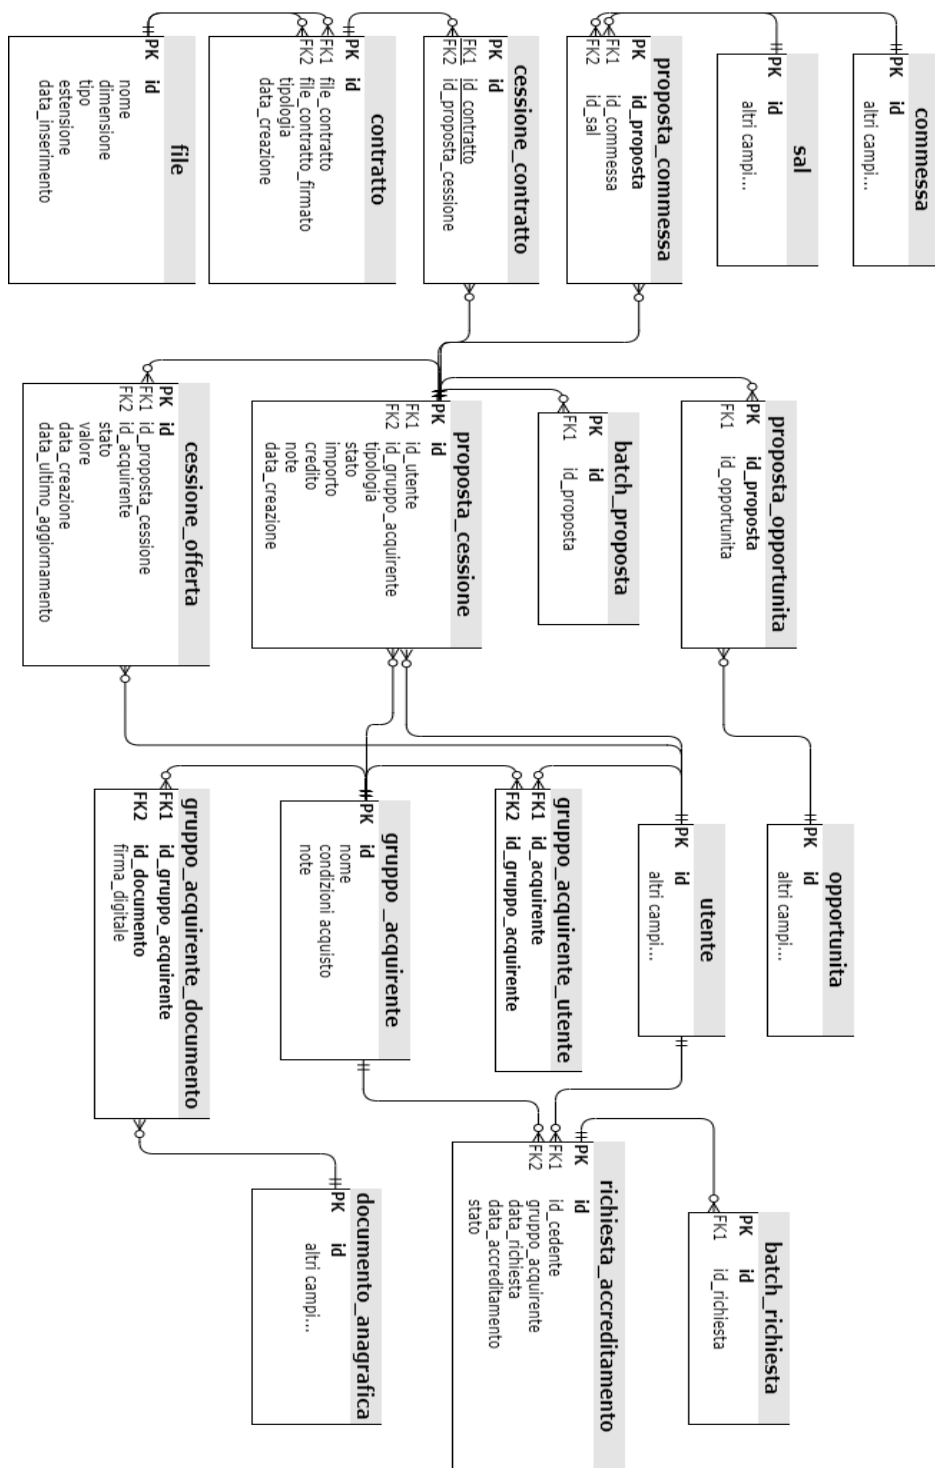 commessa
PK id
altri campi...
sal
PK id
altri campi...
proposta_commessa
PK id_proposta
FK1 id_commessa
FK2 id_sal
cessione_contratto
PK id
FK1 id_contratto
FK2 id_proposta_cessione
contratto
PK id
FK1 file_contratto
FK2 file_contratto_firmato
tipologia
data_creazione
file
PK id
nome
dimensione
tipo
estensione
data_inserimento
proposta_opportunita
PK id_proposta
FK1 id_opportunita
batch_proposta
PK id
FK1 id_proposta
proposta_cessione
PK id
FK1 id_utente
FK2 id_gruppo_acquirente
tipologia
stato
importo
credito
note
data_creazione
cessione_offerta
PK id
FK1 id_proposta_cessione
FK2 id_acquirente
stato
valore
data_creazione
data_ultimo_aggiornamento
opportunita
PK id
altri campi...
utente
PK id
altri campi...
gruppo_acquirente_utente
FK1 id_acquirente
FK2 id_gruppo_acquirente
gruppo_acquirente
PK id
nome
condizioni acquisto
note
gruppo_acquirente_documento
FK1 id_gruppo_acquirente
FK2 id_documento
firma_digitale
batch_richiesta
PK id
FK1 id_richiesta
richiesta_accreditamento
PK id
FK1 id_cedente
FK2 gruppo_acquirente
data_richiesta
data_accreditamento
stato
documento_anagrafica
PK id
altri campi...